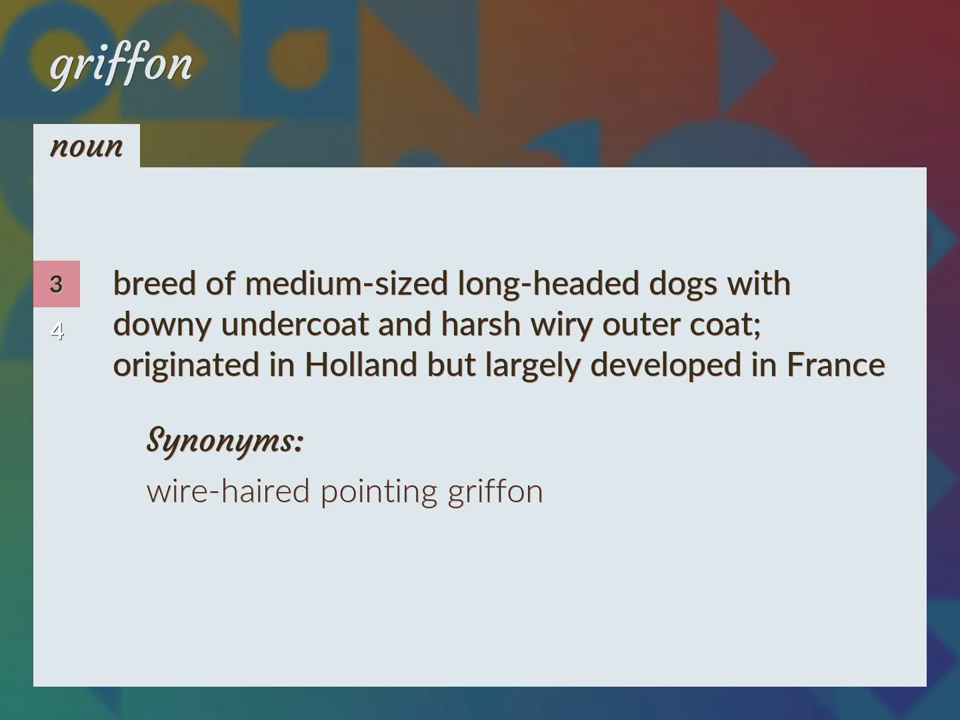 griffon
noun
3
breed of medium-sized long-headed dogs with
4
downy undercoat and harsh wiry outer coat;
originated in Holland but largely developed in France
Synonyms:
wire-haired pointing griffon